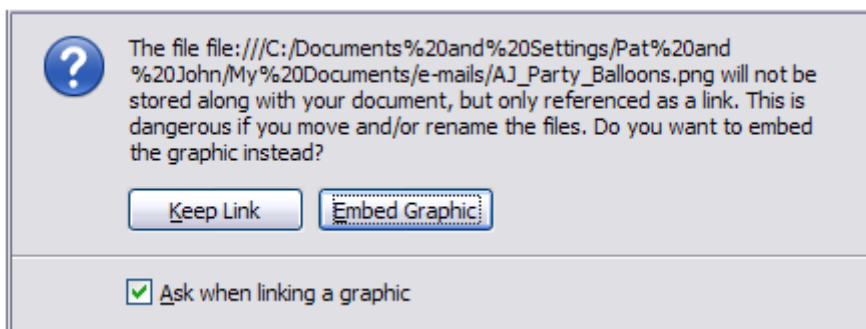 The file file:///C:/Documents%20and%20Settings/Pat%20and
%20John/My%20Documents/e-mails/AJ_Party_Balloons.png will not be
stored along with your document, but only referenced as a link. This is
dangerous if you move and/or rename the files. Do you want to embed
the graphic instead?
Keep Link
Embed Graphic
Ask when linking a graphic